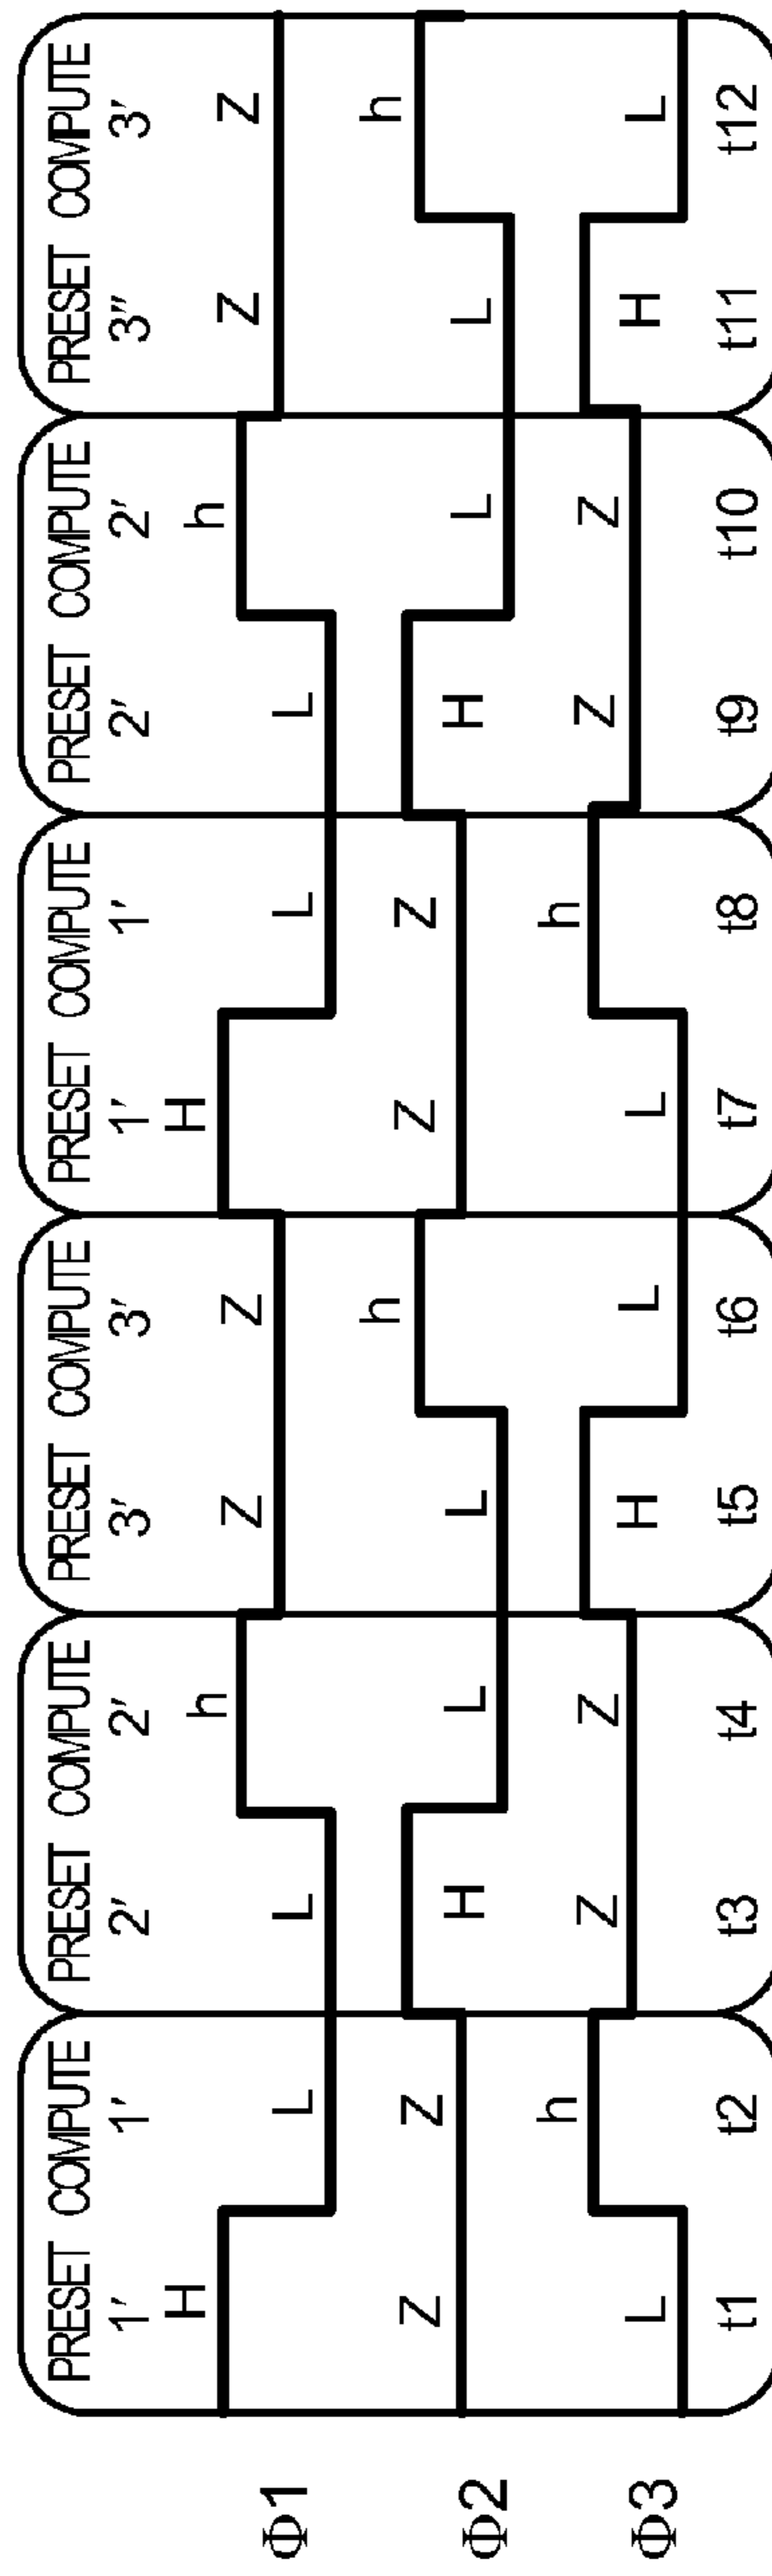 PRESET COMPUTE PRESET COMPUTE PRESET COMPUTE PRESET COMPUTE PRESET COMPUTE PRESET COMPUTE
1′ 1′ 2′ 2′ 3′ 3′ 1′ 1′ 2′ 2′ 3″ 3′
Φ1 H L L h Z Z H L L h Z Z
Φ2 Z Z H L L h Z Z H L L h
Φ3 L h Z Z H L L h Z Z H L
t1 t2 t3 t4 t5 t6 t7 t8 t9 t10 t11 t12